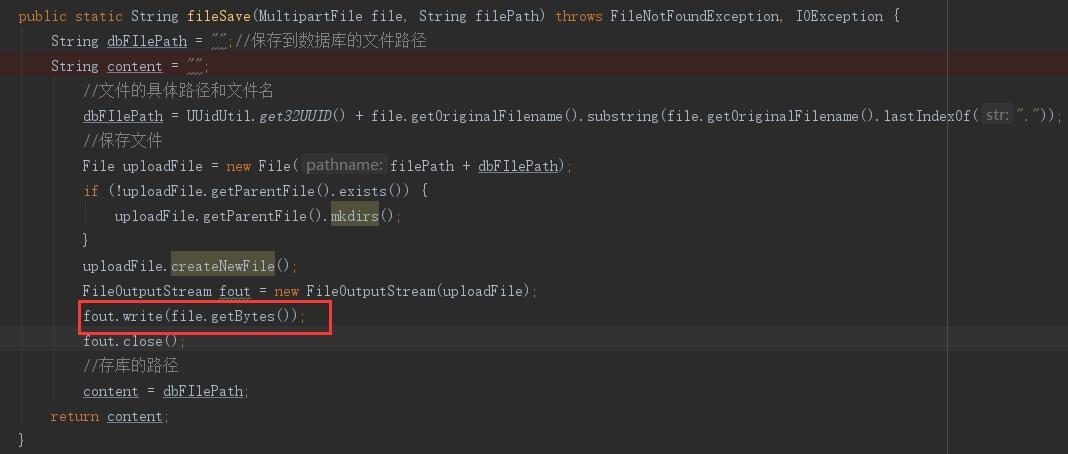 public static String fileSave(MultipartFile file, String filePath) throws FileNotFoundException, IOException {
String dbFIlePath = "";//保存到数据库的文件路径
String content = "";
//文件的具体路径和文件名
dbFIlePath = UUidUtil.get32UUID() + file.getOriginalFilename().substring(file.getOriginalFilename().lastIndexOf( str: "."));
//保存文件
File uploadFile = new File( pathname: filePath + dbFIlePath);
if (!uploadFile.getParentFile().exists()) {
uploadFile.getParentFile().mkdirs();
}
uploadFile.createNewFile();
FileOutputStream fout = new FileOutputStream(uploadFile);
fout.write(file.getBytes());
fout.close();
//存库的路径
content = dbFIlePath;
return content;
}